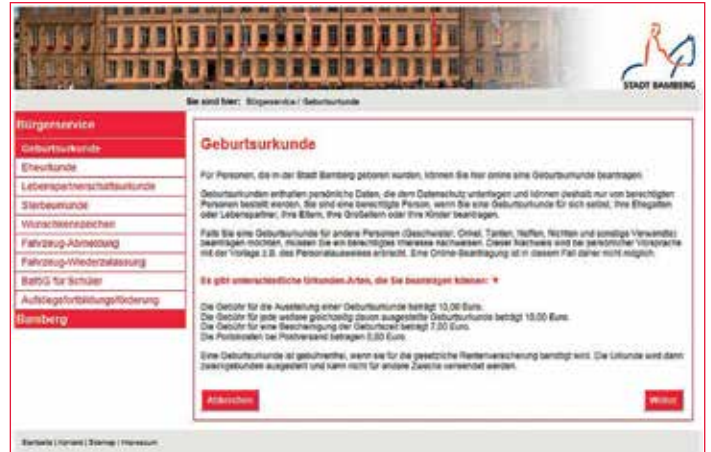 STADT BAMBERG
Sie sind hier: Bürgerservice / Geburtsurkunde
Bürgerservice
Geburtsurkunde
Eheurkunde
Lebenspartnerschaftsurkunde
Sterbeurkunde
Wunschkennzeichen
Fahrzeug-Abmeldung
Fahrzeug-Wiederzulassung
BaföG für Schüler
Aufstiegsfortbildungsförderung
Bamberg
Geburtsurkunde
Für Personen, die in der Stadt Bamberg geboren wurden, können Sie hier online eine Geburtsurkunde beantragen.
Geburtsurkunden enthalten persönliche Daten, die dem Datenschutz unterliegen und können deshalb nur von berechtigten
Personen bestellt werden. Sie sind eine berechtigte Person, wenn Sie eine Geburtsurkunde für sich selbst, Ihre Ehegatten
oder Lebenspartner, Ihre Eltern, Ihre Großeltern oder Ihre Kinder beantragen.
Falls Sie eine Geburtsurkunde für andere Personen (Geschwister, Onkel, Tanten, Neffen, Nichten und sonstige Verwandte)
beantragen möchten, müssen Sie ein berechtigtes Interesse nachweisen. Dieser Nachweis wird bei persönlicher Vorsprache
mit der Vorlage z.B. des Personalausweises erbracht. Eine Online-Beantragung ist in diesem Fall daher nicht möglich.
Es gibt unterschiedliche Urkunden-Arten, die Sie beantragen können: ▼
Die Gebühr für die Ausstellung einer Geburtsurkunde beträgt 10,00 Euro.
Die Gebühr für jede weitere gleichzeitig davon ausgestellte Geburtsurkunde beträgt 10,00 Euro.
Die Gebühr für eine Bescheinigung der Geburtszeit beträgt 7,00 Euro.
Die Portokosten bei Postversand betragen 0,00 Euro.
Eine Geburtsurkunde ist gebührenfrei, wenn sie für die gesetzliche Rentenversicherung benötigt wird. Die Urkunde wird dann
zweckgebunden ausgestellt und kann nicht für andere Zwecke verwendet werden.
Abbrechen
Weiter
Startseite | Kontakt | Sitemap | Impressum